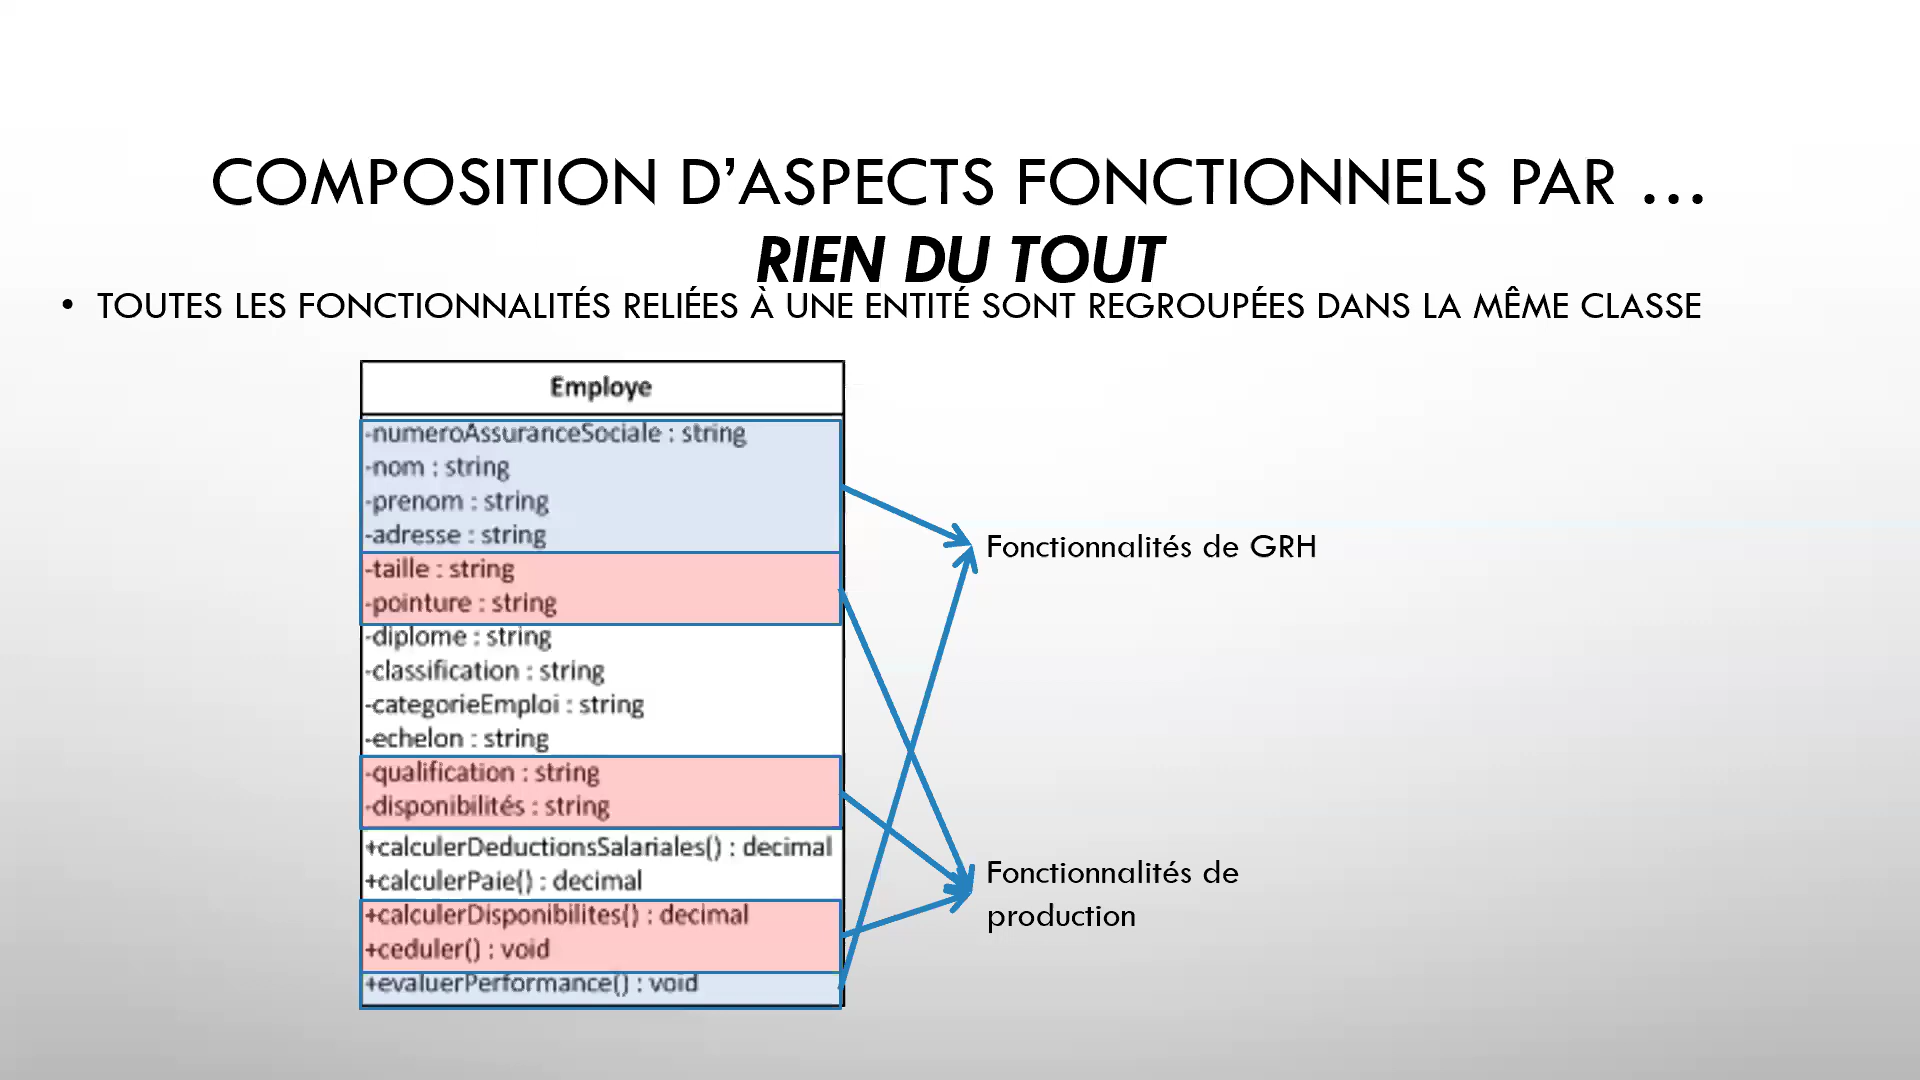 COMPOSITION D’ASPECTS FONCTIONNELS PAR …
RIEN DU TOUT
• TOUTES LES FONCTIONNALITÉS RELIÉES À UNE ENTITÉ SONT REGROUPÉES DANS LA MÊME CLASSE
Employe
-numeroAssuranceSociale : string
-nom : string
-prenom : string
-adresse : string
-taille : string
-pointure : string
-diplome : string
-classification : string
-categorieEmploi : string
-echelon : string
-qualification : string
-disponibilités : string
+calculerDeductionsSalariales() : decimal
+calculerPaie() : decimal
+calculerDisponibilites() : decimal
+ceduler() : void
+evaluerPerformance() : void
Fonctionnalités de GRH
Fonctionnalités de
production